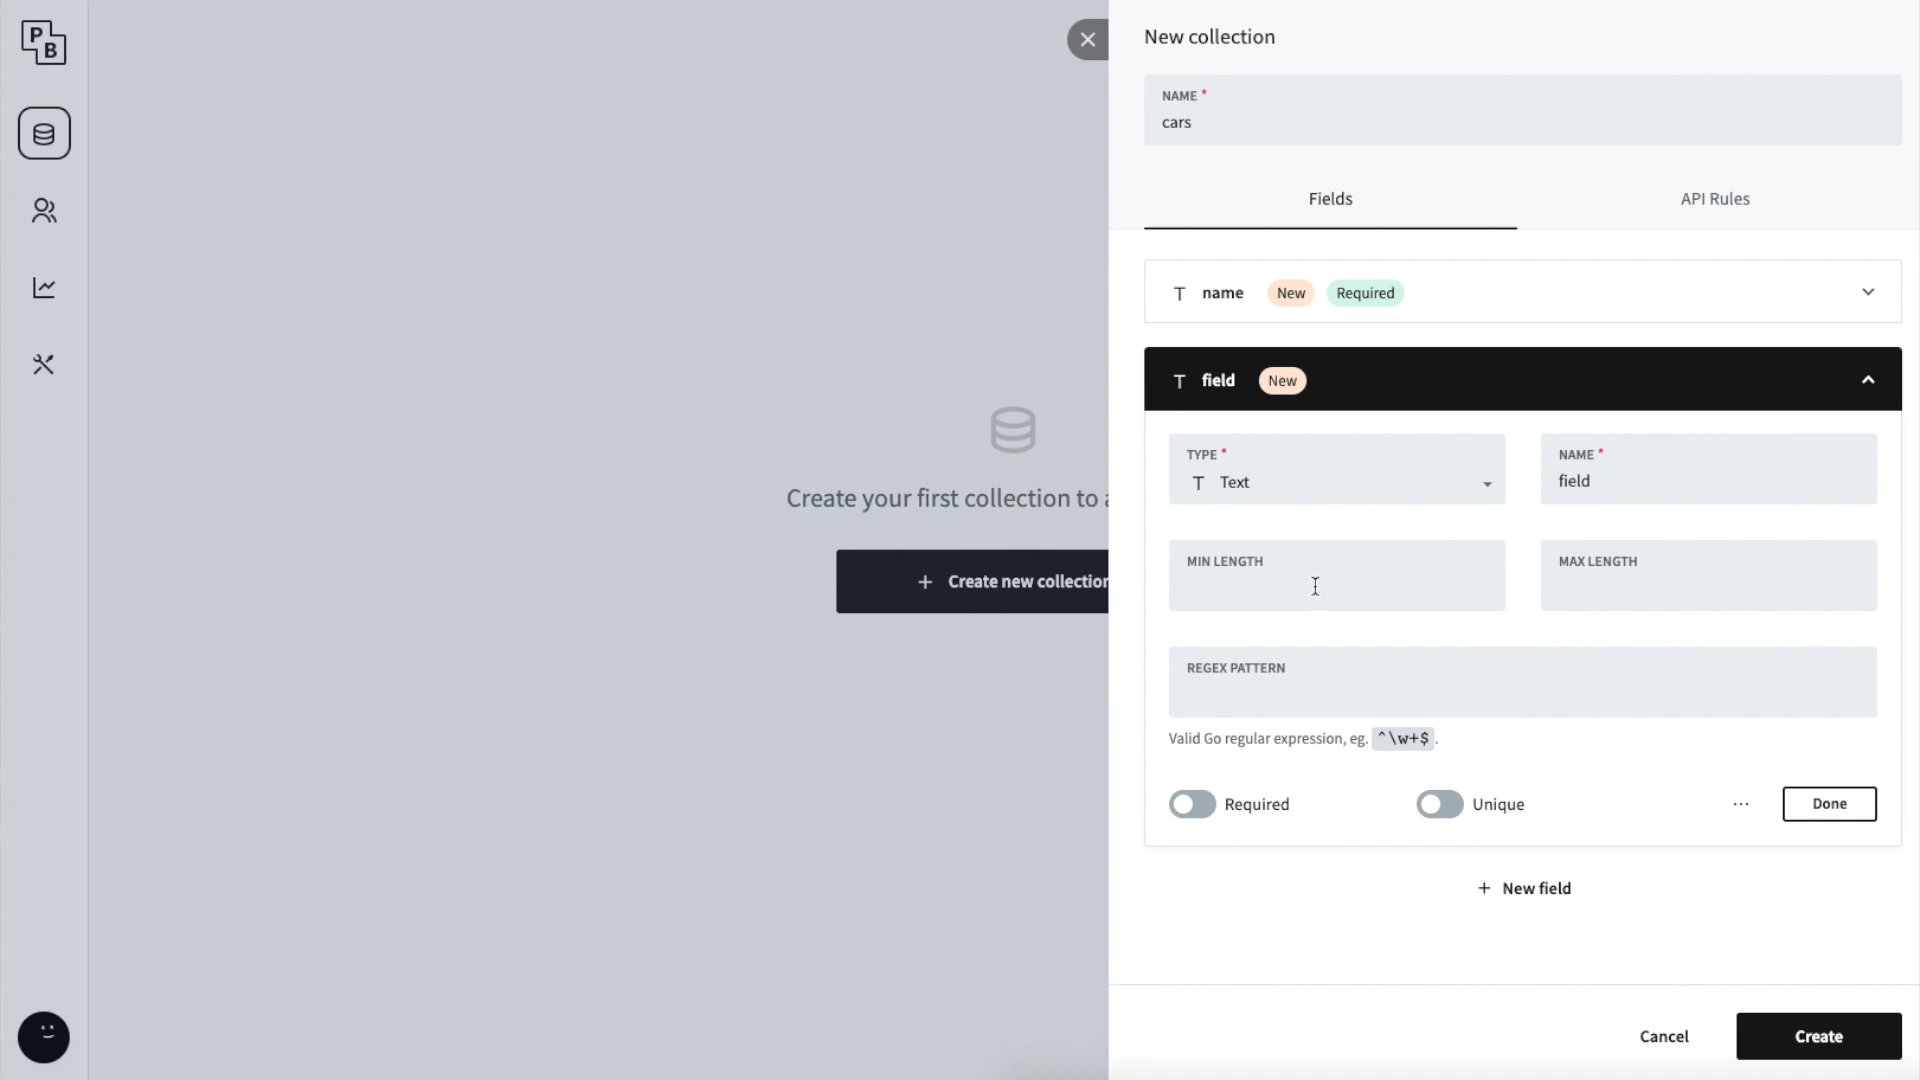 P
B
New collection
NAME *
cars
Fields
API Rules
T name New Required
T field New
TYPE *
T Text
NAME *
field
MIN LENGTH
MAX LENGTH
REGEX PATTERN
Valid Go regular expression, eg. ^\w+$ .
Required
Unique
... Done
+ New field
Cancel
Create
Create your first collection to
+ Create new collection